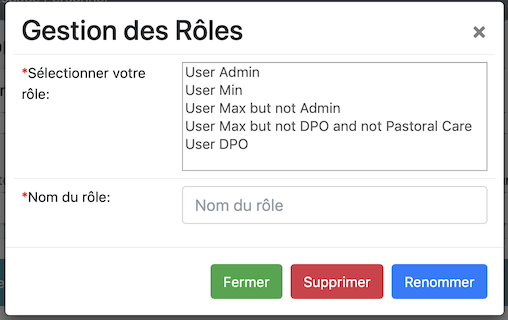 Gestion des Rôles
×
*Sélectionner votre
rôle:
User Admin
User Min
User Max but not Admin
User Max but not DPO and not Pastoral Care
User DPO
*Nom du rôle:
Nom du rôle
Fermer
Supprimer
Renommer